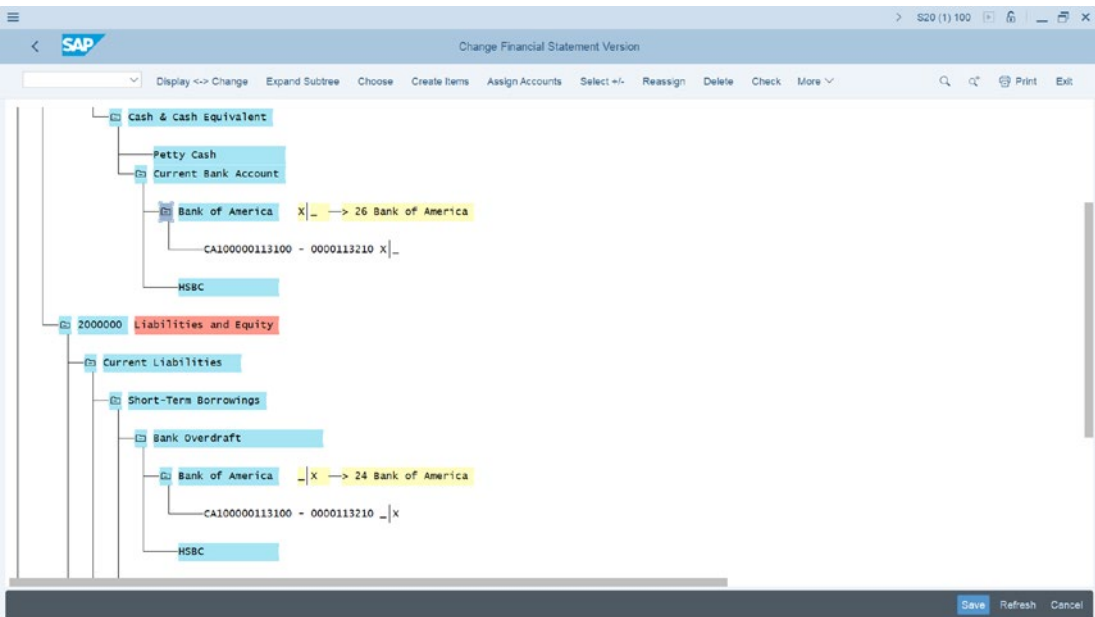 S20 (1) 100
SAP
Change Financial Statement Version
Display <-> Change Expand Subtree Choose Create Items Assign Accounts Select +/- Reassign Delete Check More Print Exit
Cash & Cash Equivalent
Petty Cash
Current Bank Account
Bank of America X|_ —> 26 Bank of America
CA100000113100 - 0000113210 X|_
HSBC
2000000 Liabilities and Equity
Current Liabilities
Short-Term Borrowings
Bank Overdraft
Bank of America _|X —> 24 Bank of America
CA100000113100 - 0000113210 _|X
HSBC
Save Refresh Cancel